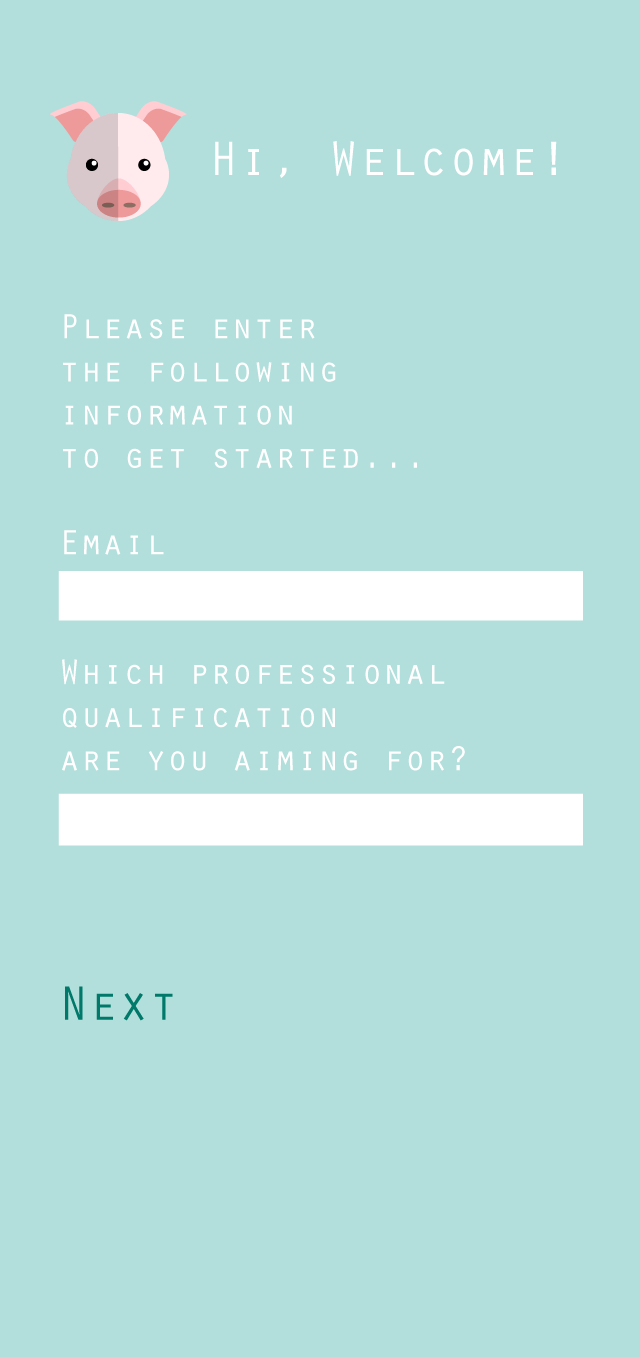 Hi, Welcome!
Please enter
the following
information
to get started...
Email
Which professional
qualification
are you aiming for?
Next